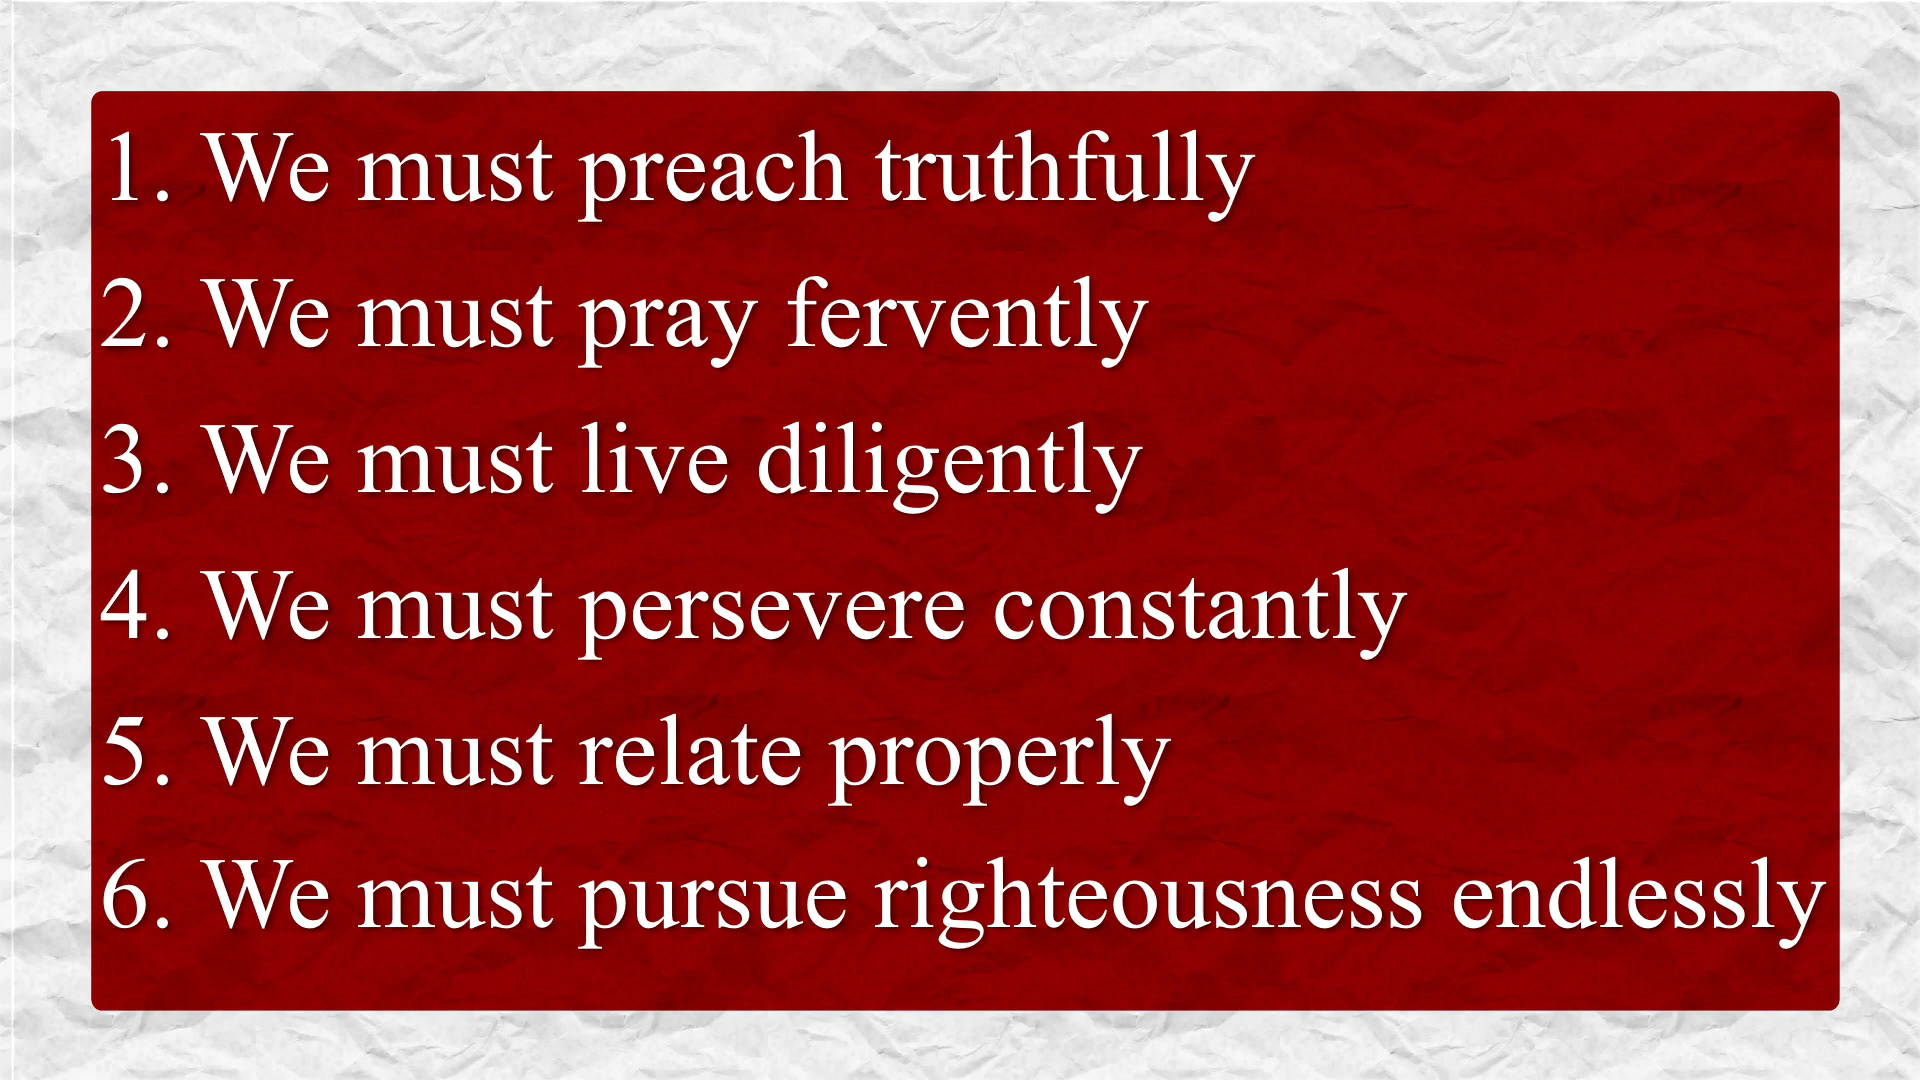 1. We must preach truthfully
2. We must pray fervently
3. We must live diligently
4. We must persevere constantly
5. We must relate properly
6. We must pursue righteousness endlessly